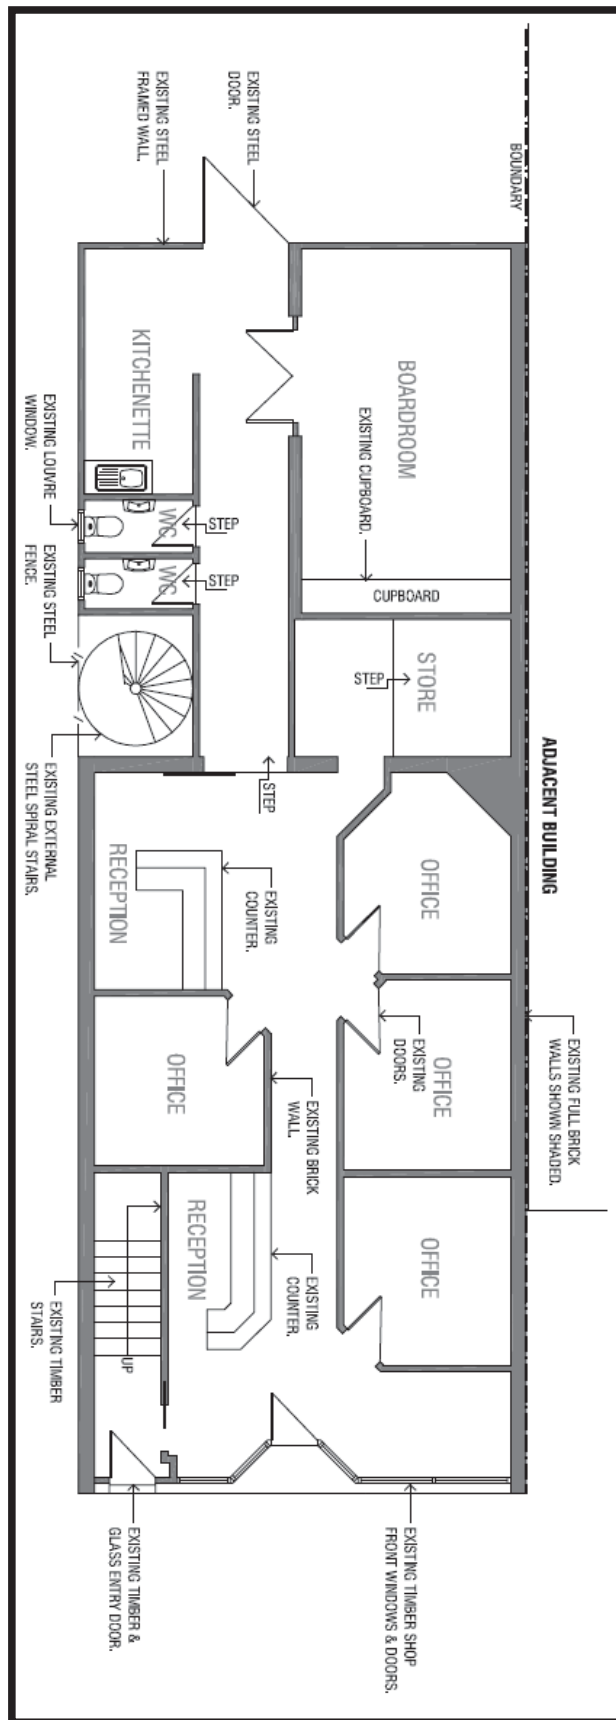 BOUNDARY
EXISTING STEEL
DOOR.
EXISTING STEEL
FRAMED WALL.
BOARDROOM
EXISTING CUPBOARD.
CUPBOARD
KITCHENETTE
EXISTING LOUVRE
WINDOW.
WC
STEP
WC
STEP
EXISTING STEEL
FENCE.
STORE
STEP
EXISTING EXTERNAL
STEEL SPIRAL STAIRS.
STEP
ADJACENT BUILDING
OFFICE
RECEPTION
EXISTING
COUNTER.
EXISTING FULL BRICK
WALLS SHOWN SHADED.
OFFICE
EXISTING
DOORS.
OFFICE
EXISTING BRICK
WALL.
OFFICE
RECEPTION
EXISTING
COUNTER.
EXISTING TIMBER
STAIRS.
UP
EXISTING TIMBER SHOP
FRONT WINDOWS & DOORS.
EXISTING TIMBER &
GLASS ENTRY DOOR.